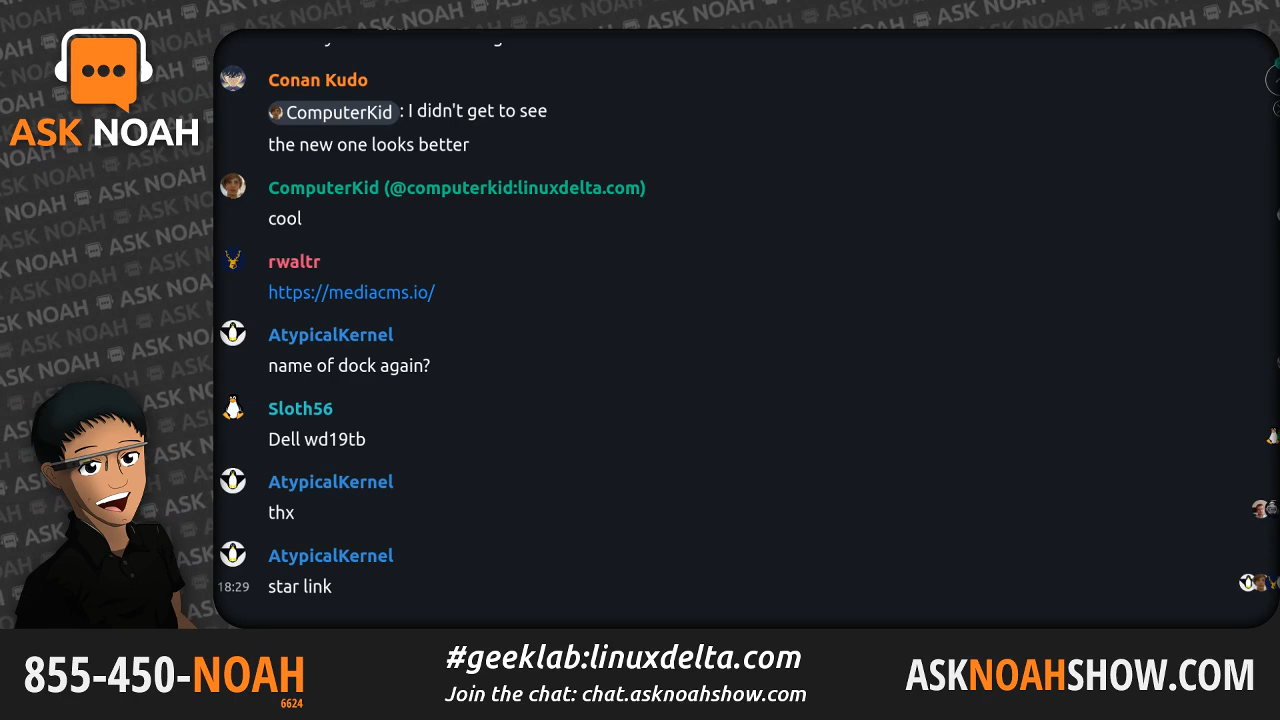 ASK NOAH
Conan Kudo
ComputerKid : I didn't get to see
the new one looks better
ComputerKid (@computerkid:linuxdelta.com)
cool
rwaltr
https://mediacms.io/
AtypicalKernel
name of dock again?
Sloth56
Dell wd19tb
AtypicalKernel
thx
AtypicalKernel
18:29 star link
855-450-NOAH
6624
#geeklab:linuxdelta.com
Join the chat: chat.asknoahshow.com
ASKNOAHSHOW.COM